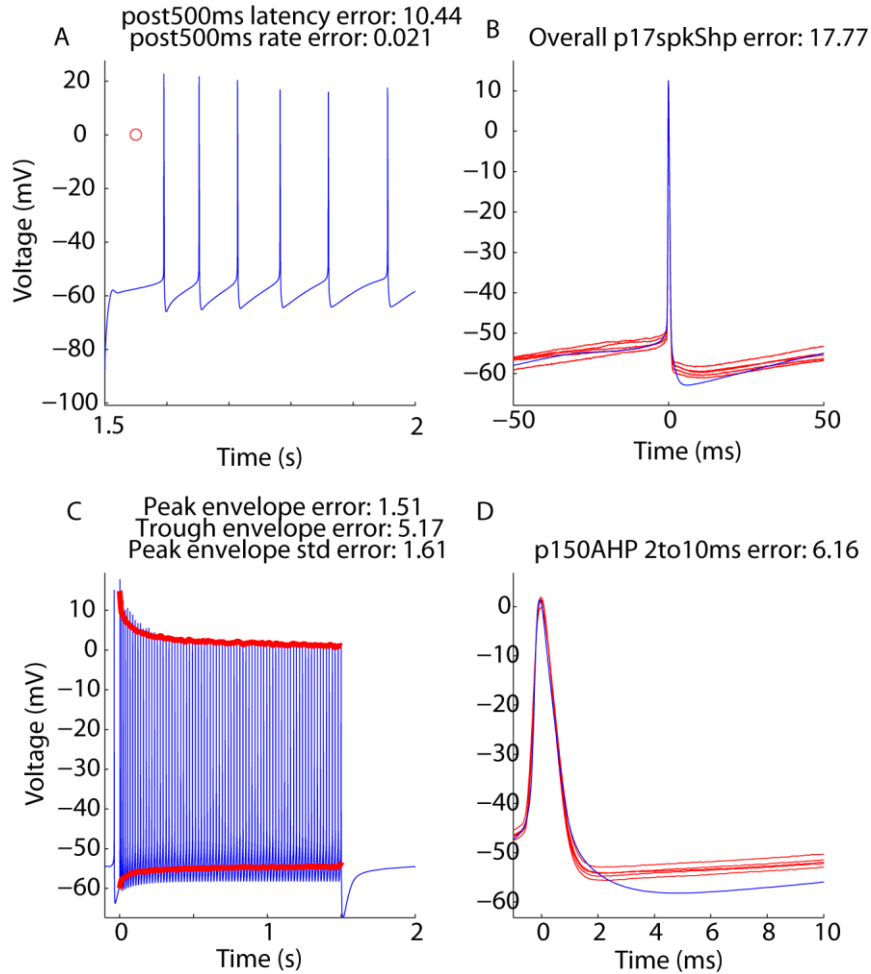 A
post500ms latency error: 10.44
post500ms rate error: 0.021
20
0
−20
−40
−60
−80
−100
Voltage (mV)
1.5
2
Time (s)
B
Overall p17spkShp error: 17.77
10
0
−10
−20
−30
−40
−50
−60
−50
0
50
Time (ms)
C
Peak envelope error: 1.51
Trough envelope error: 5.17
Peak envelope std error: 1.61
10
0
−10
−20
−30
−40
−50
−60
Voltage (mV)
0
1
2
Time (s)
D
p150AHP 2to10ms error: 6.16
0
−10
−20
−30
−40
−50
−60
0
2
4
6
8
10
Time (ms)